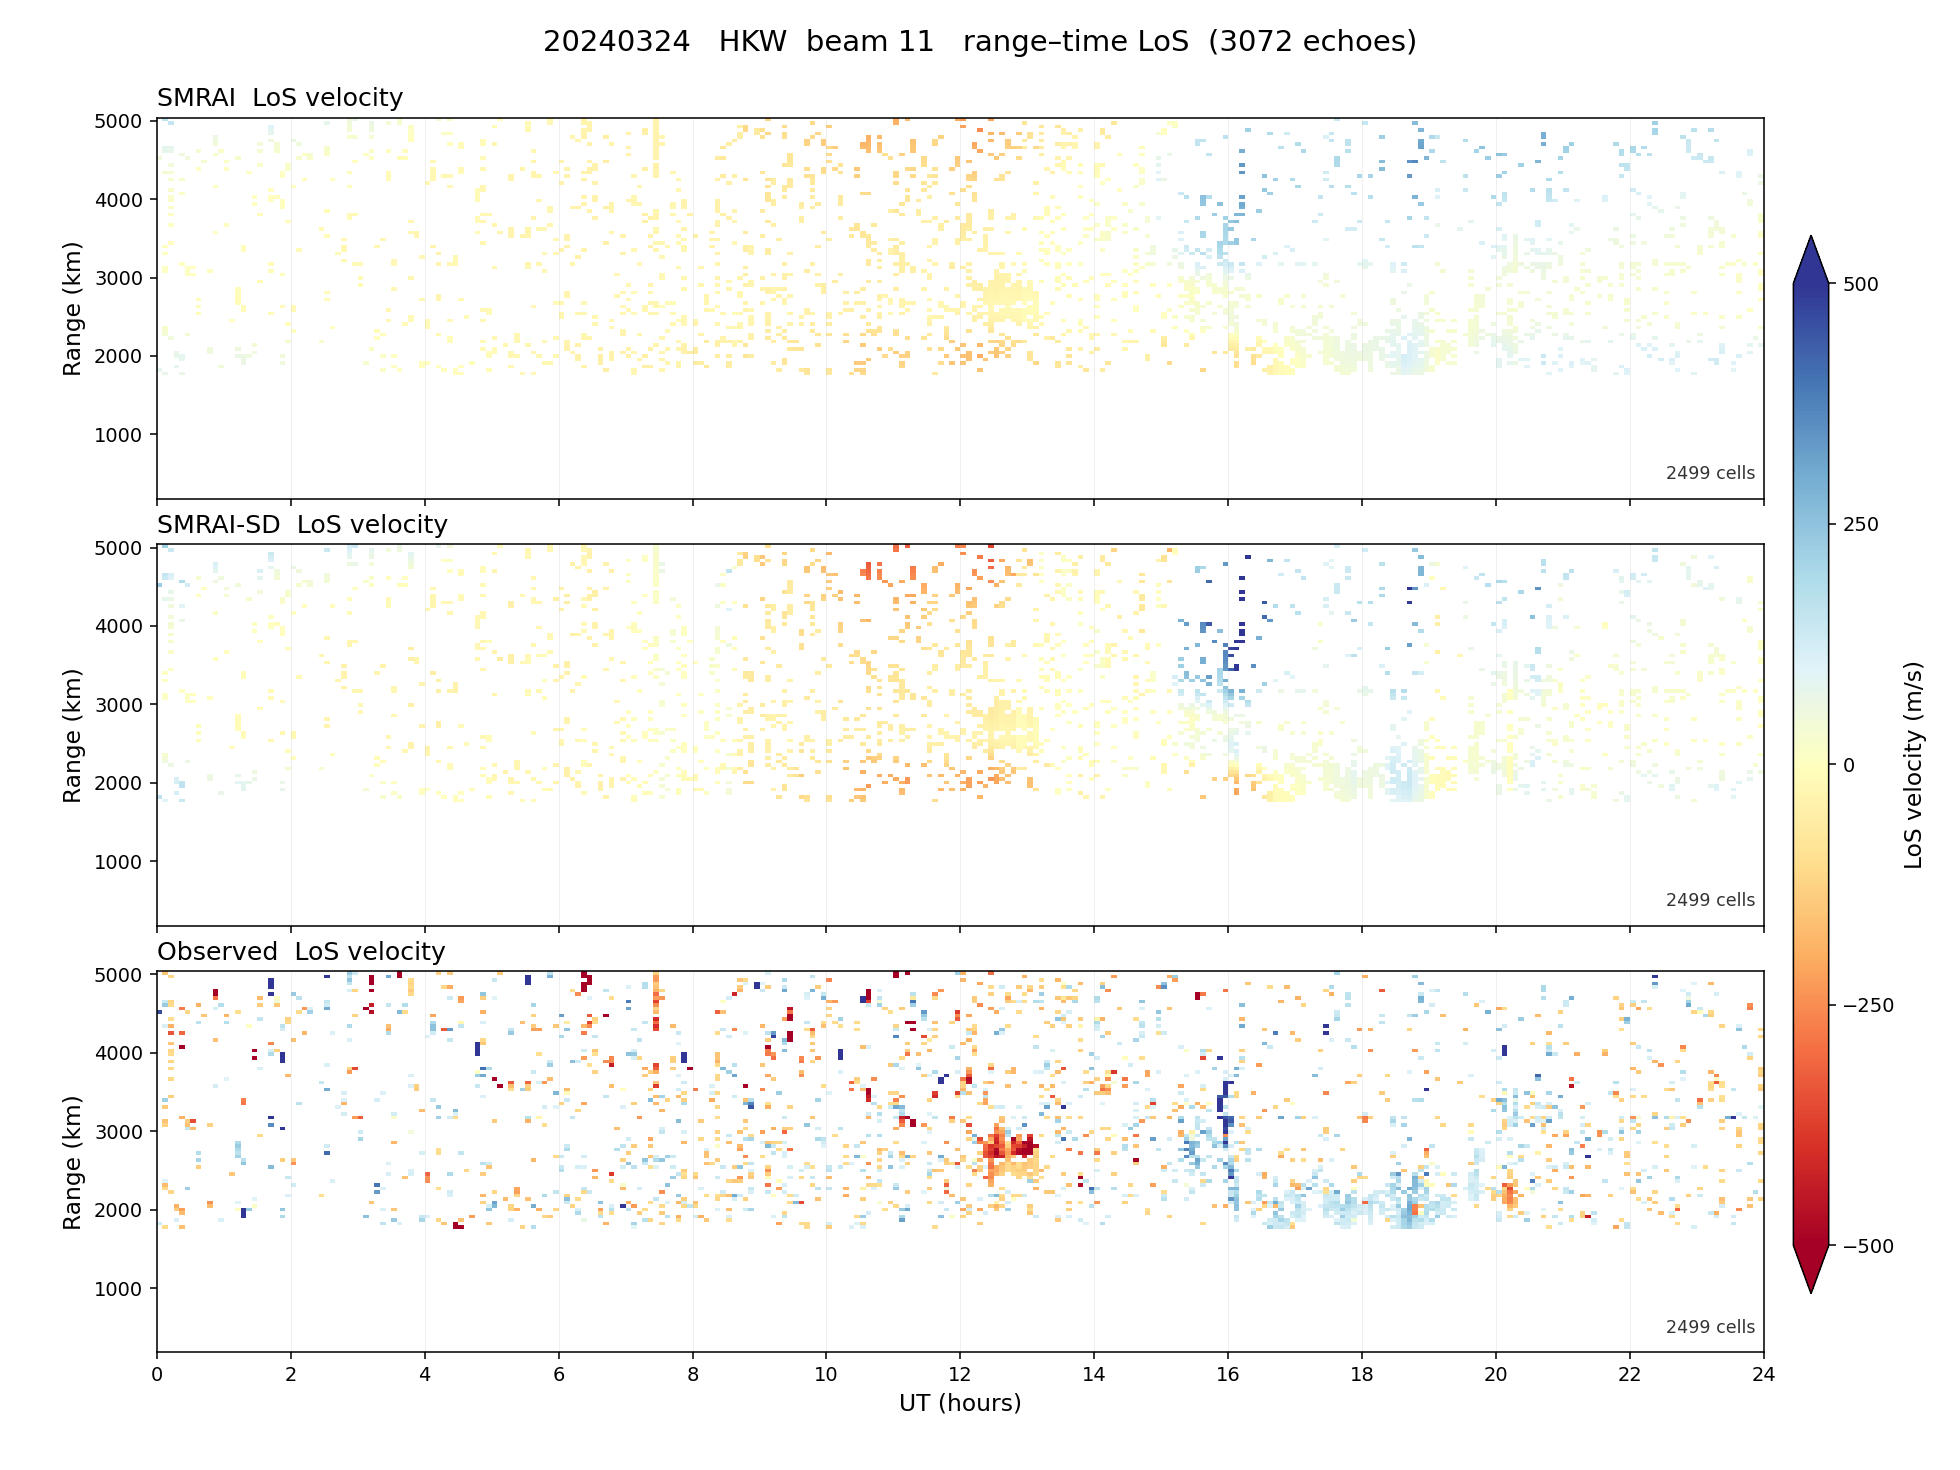 20240324   HKW  beam 11   range–time LoS  (3072 echoes)
SMRAI  LoS velocity
5000
4000
3000
2000
1000
Range (km)
2499 cells
SMRAI-SD  LoS velocity
5000
4000
3000
2000
1000
Range (km)
2499 cells
Observed  LoS velocity
5000
4000
3000
2000
1000
Range (km)
2499 cells
0 2 4 6 8 10 12 14 16 18 20 22 24
UT (hours)
500
250
0
−250
−500
LoS velocity (m/s)